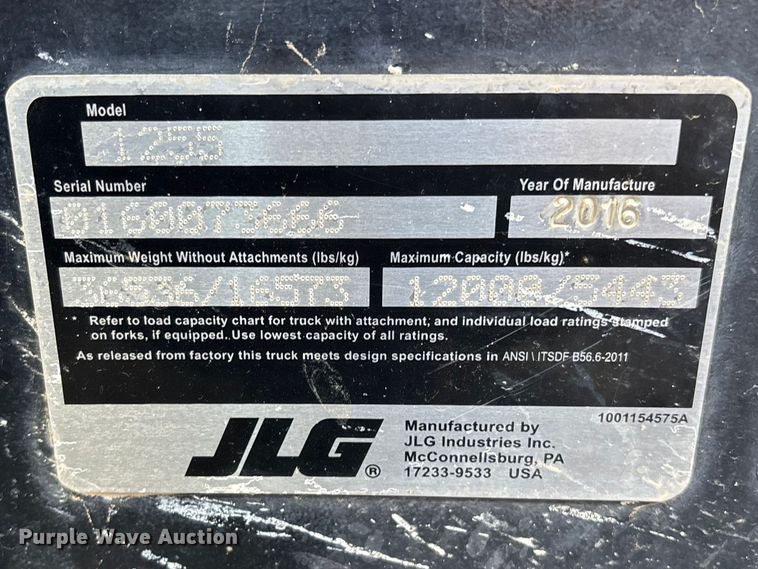 Model
1255
Serial Number
Year Of Manufacture
0160073666
2016
Maximum Weight Without Attachments (lbs/kg)
Maximum Capacity (lbs/kg)*
36536/16573
12000/5443
* Refer to load capacity chart for truck with attachment, and individual load ratings stamped
on forks, if equipped. Use lowest capacity of all ratings.
As released from factory this truck meets design specifications in ANSI \ ITSDF B56.6-2011
JLG®
Manufactured by
JLG Industries Inc.
McConnellsburg, PA
17233-9533 USA
1001154575A
Purple Wave Auction